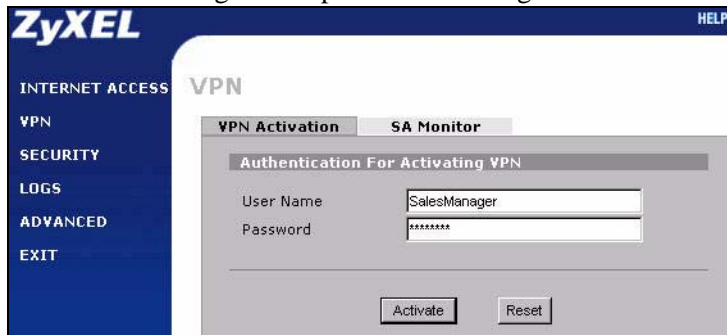 ZyXEL
HELP
INTERNET ACCESS
VPN
SECURITY
LOGS
ADVANCED
EXIT
VPN
VPN Activation
SA Monitor
Authentication For Activating VPN
User Name
SalesManager
Password
********
Activate
Reset